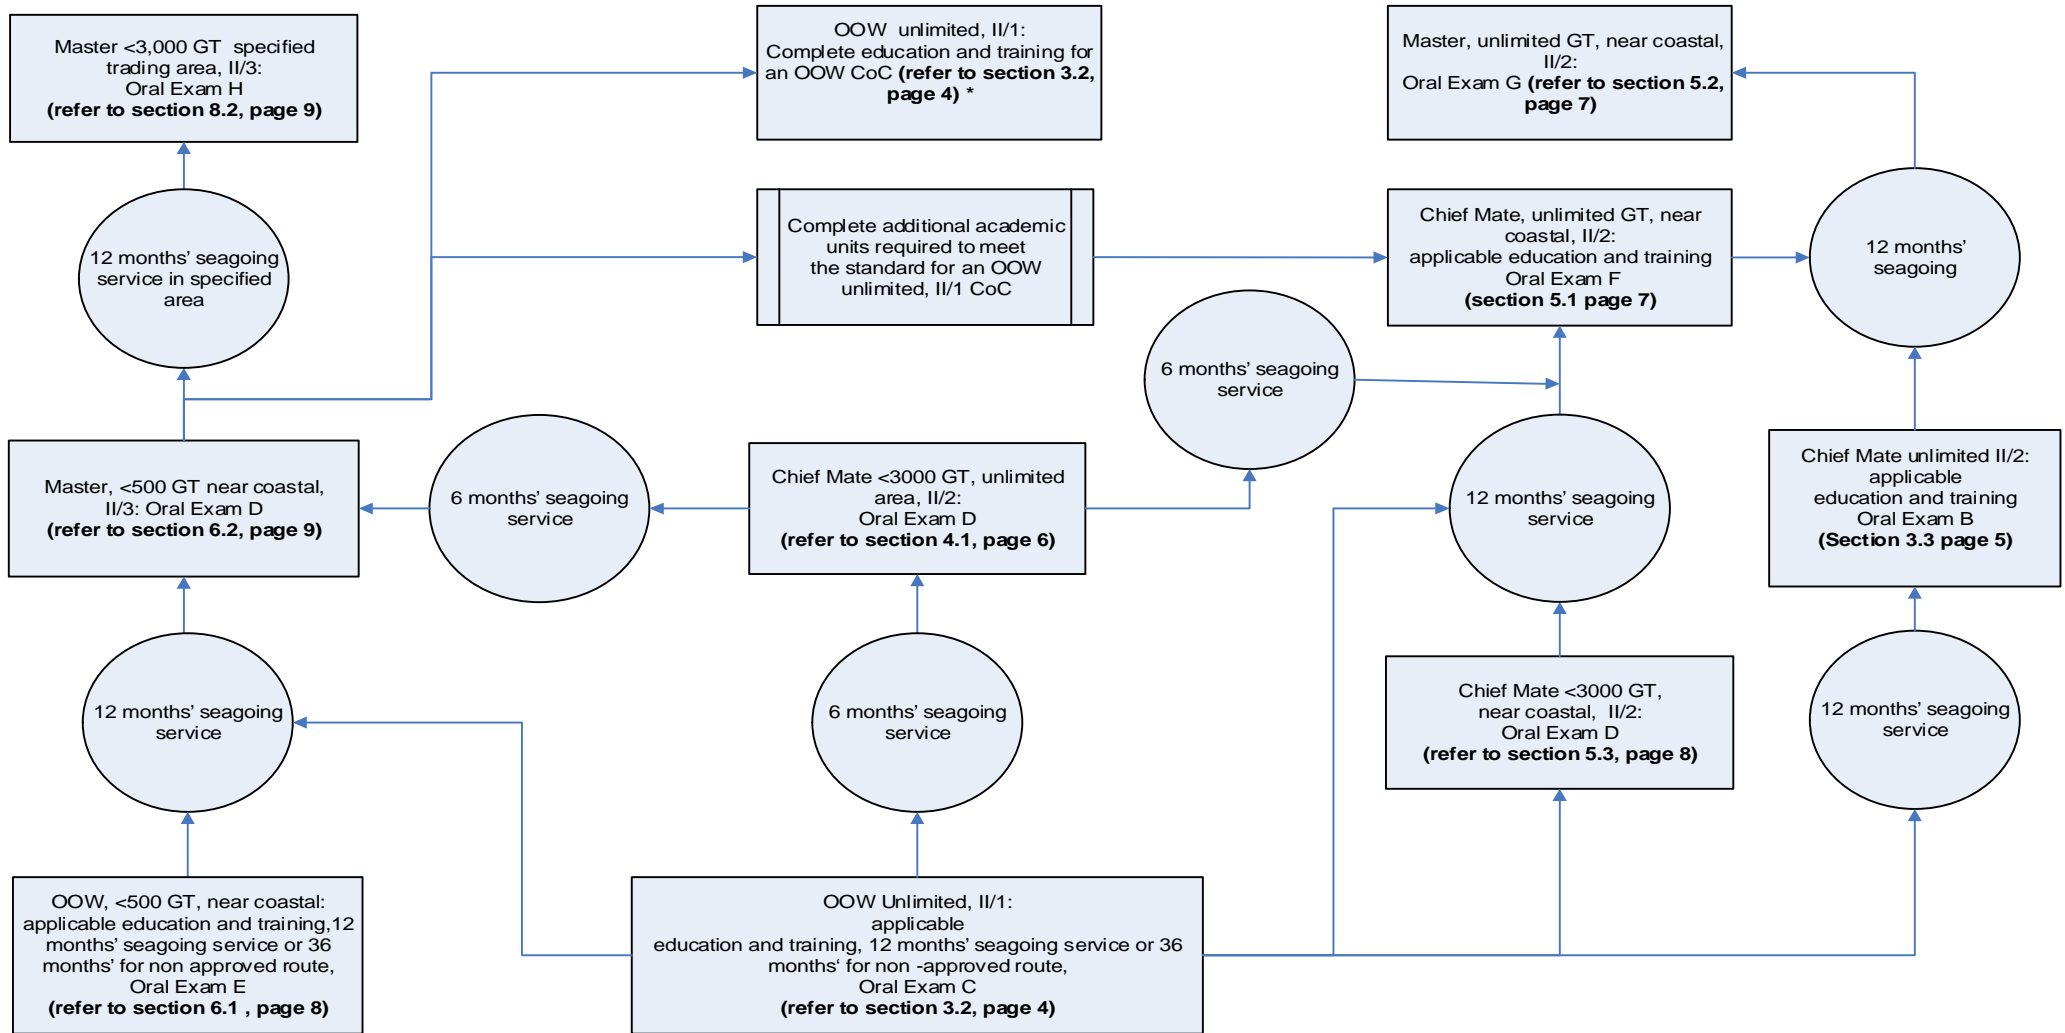 Master <3,000 GT  specified
trading area, II/3:
Oral Exam H
(refer to section 8.2, page 9)
OOW  unlimited, II/1:
Complete education and training for
an OOW CoC (refer to section 3.2,
page 4) *
Master, unlimited GT, near coastal,
II/2:
Oral Exam G (refer to section 5.2,
page 7)
12 months’ seagoing
service in specified
area
Complete additional academic
units required to meet
the standard for an OOW
unlimited, II/1 CoC
Chief Mate, unlimited GT, near
coastal, II/2:
applicable education and training
Oral Exam F
(section 5.1 page 7)
12 months’
seagoing
6 months’ seagoing
service
Master, <500 GT near coastal,
II/3: Oral Exam D
(refer to section 6.2, page 9)
6 months’ seagoing
service
Chief Mate <3000 GT, unlimited
area, II/2:
Oral Exam D
(refer to section 4.1, page 6)
12 months’ seagoing
service
Chief Mate unlimited II/2:
applicable
education and training
Oral Exam B
(Section 3.3 page 5)
12 months’ seagoing
service
6 months’ seagoing
service
Chief Mate <3000 GT,
near coastal,  II/2:
Oral Exam D
(refer to section 5.3, page 8)
12 months’ seagoing
service
OOW, <500 GT, near coastal:
applicable education and training,12
months’ seagoing service or 36
months’ for non approved route,
Oral Exam E
(refer to section 6.1 , page 8)
OOW Unlimited, II/1:
applicable
education and training, 12 months’ seagoing service or 36
months‘ for non -approved route,
Oral Exam C
(refer to section 3.2, page 4)